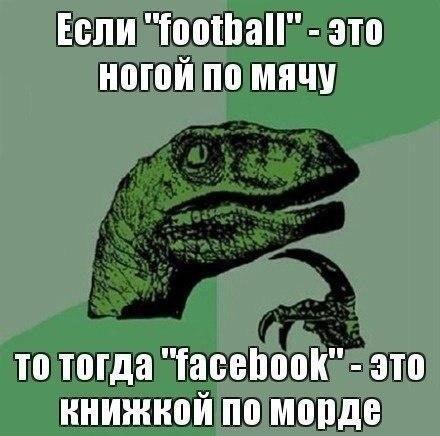 Если "football" - это
ногой по мячу
то тогда "facebook" - это
книжкой по морде